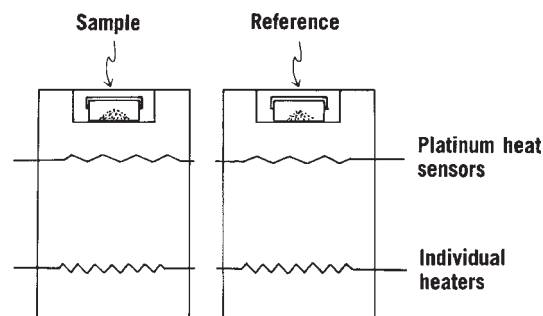 Sample
Reference
Platinum heat
sensors
Individual
heaters